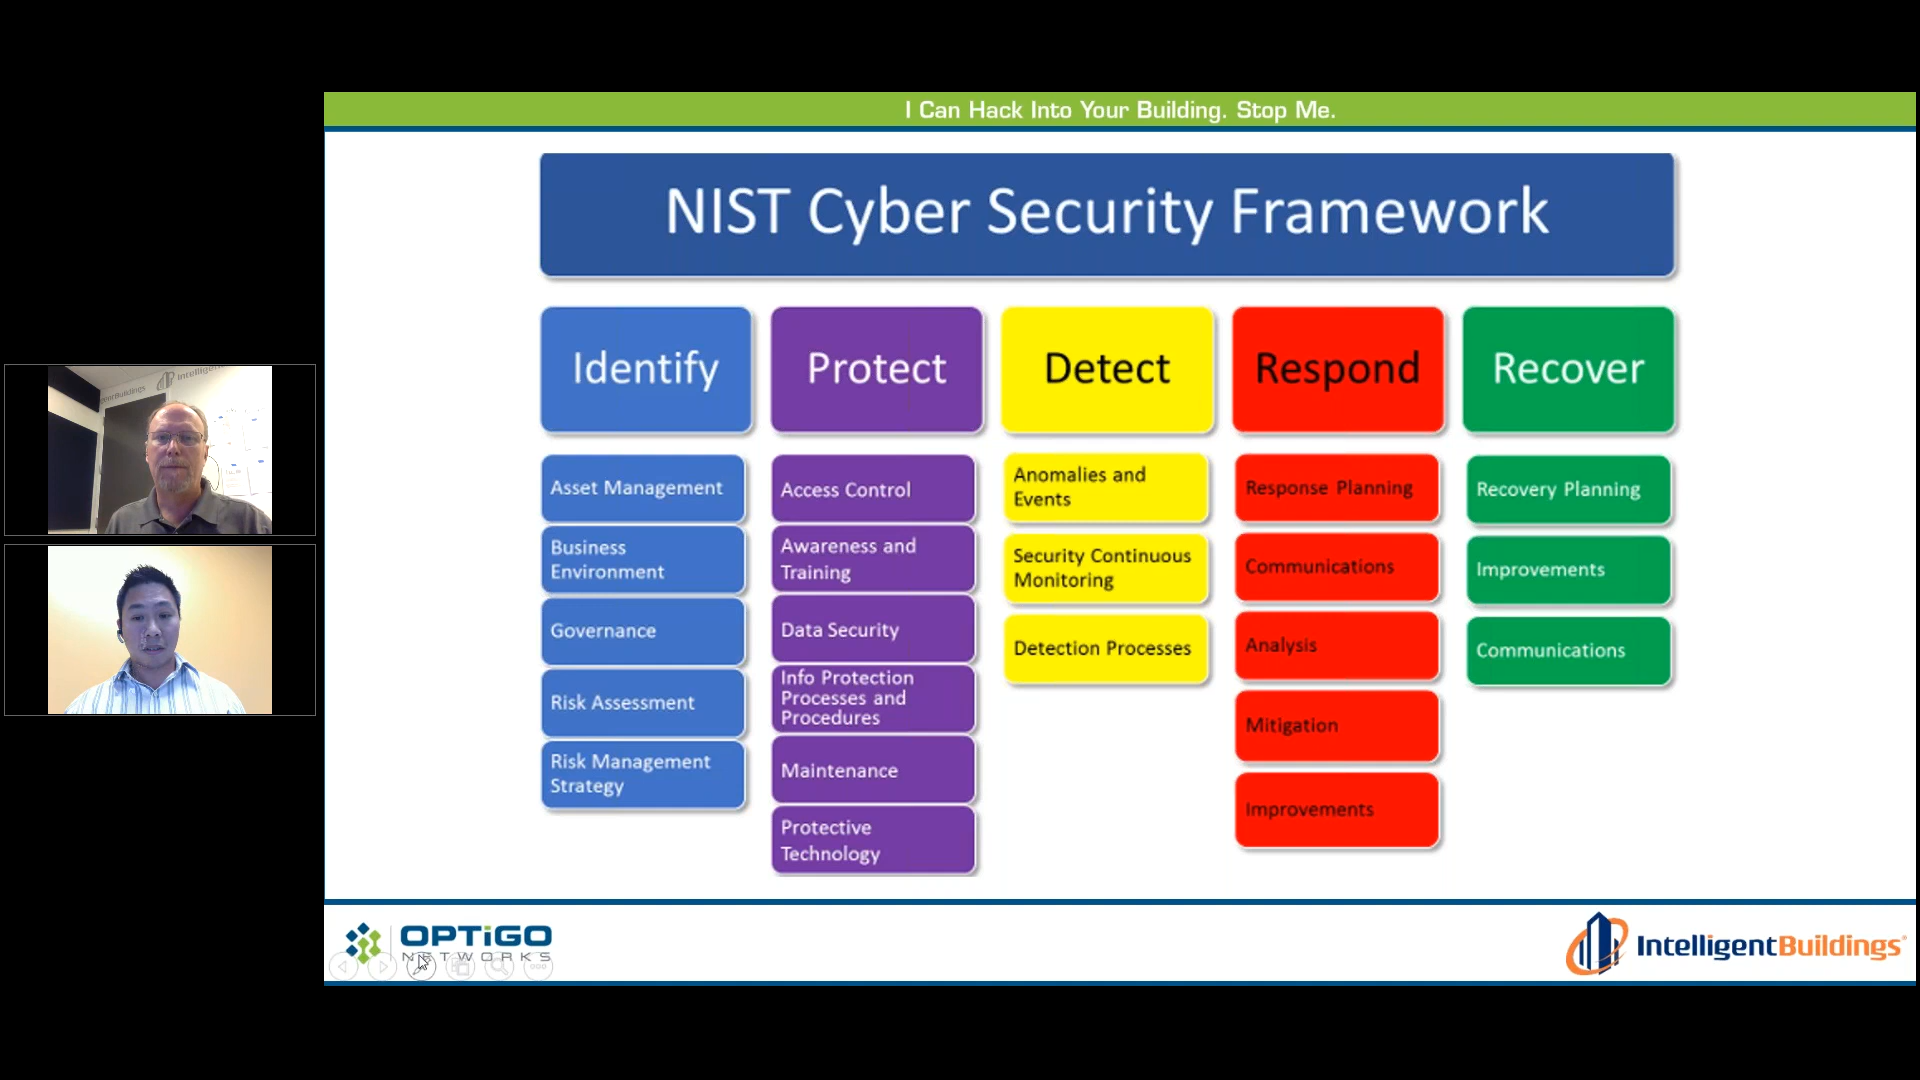 I Can Hack Into Your Building. Stop Me.
NIST Cyber Security Framework
Identify
Protect
Detect
Respond
Recover
Asset Management
Business
Environment
Governance
Risk Assessment
Risk Management
Strategy
Access Control
Awareness and
Training
Data Security
Info Protection
Processes and
Procedures
Maintenance
Protective
Technology
Anomalies and
Events
Security Continuous
Monitoring
Detection Processes
Response Planning
Communications
Analysis
Mitigation
Improvements
Recovery Planning
Improvements
Communications
OPTiGO
NETWORKS
IntelligentBuildings®